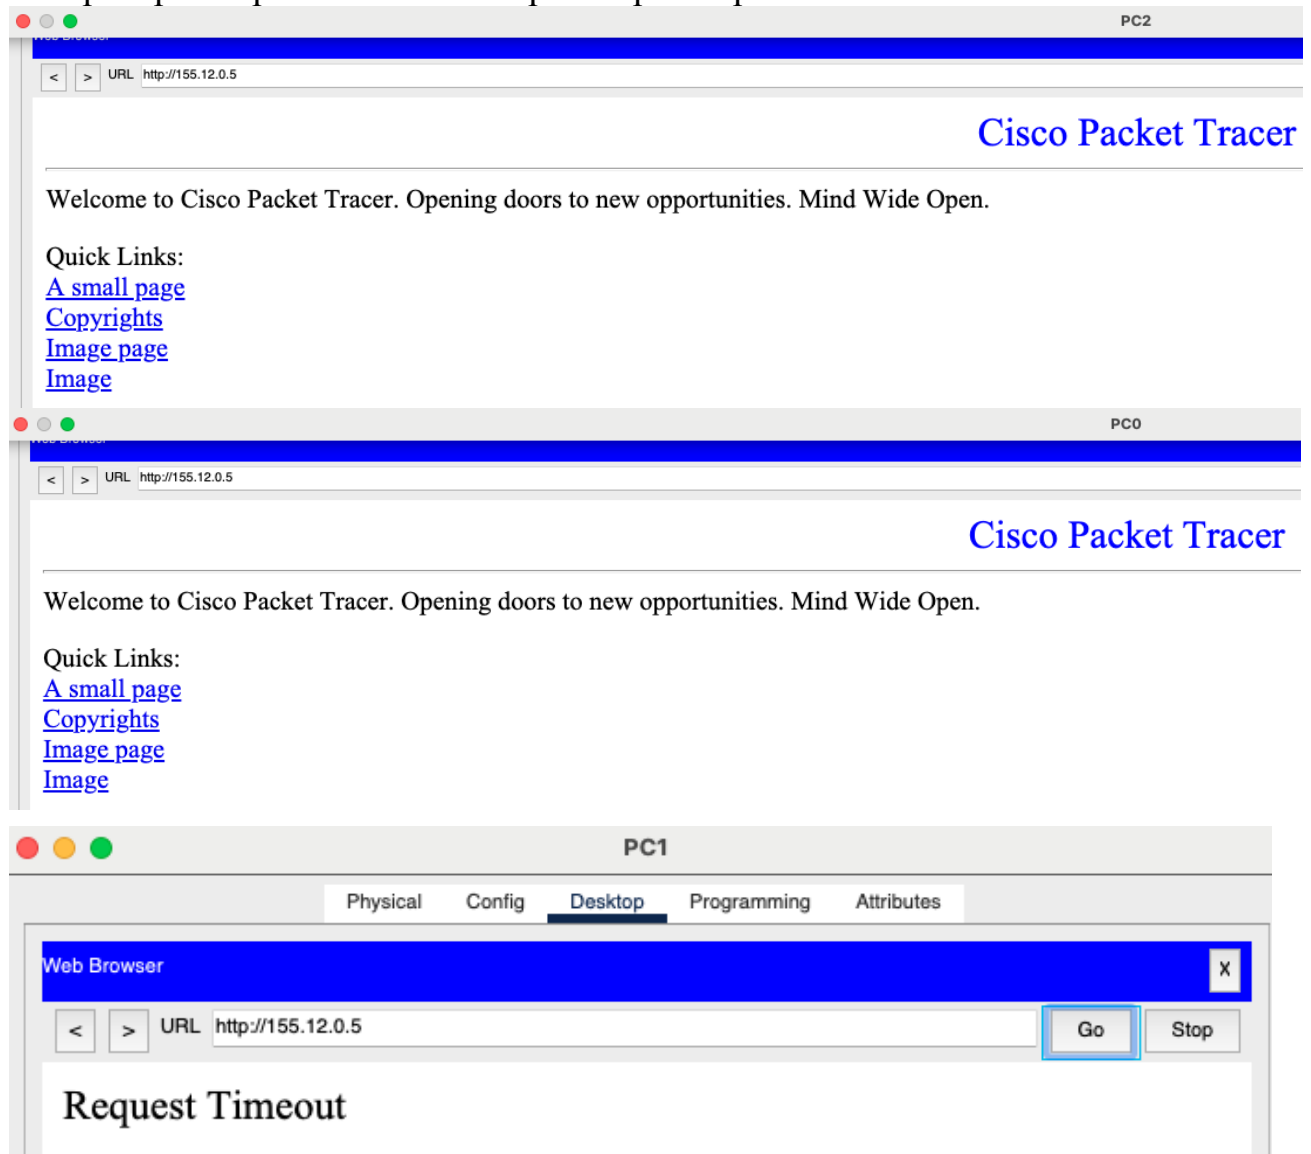 PC2
Web Browser
< > URL http://155.12.0.5
Cisco Packet Tracer
Welcome to Cisco Packet Tracer. Opening doors to new opportunities. Mind Wide Open.
Quick Links:
A small page
Copyrights
Image page
Image
PC0
Web Browser
< > URL http://155.12.0.5
Cisco Packet Tracer
Welcome to Cisco Packet Tracer. Opening doors to new opportunities. Mind Wide Open.
Quick Links:
A small page
Copyrights
Image page
Image
PC1
Physical Config Desktop Programming Attributes
Web Browser X
< > URL http://155.12.0.5 Go Stop
Request Timeout